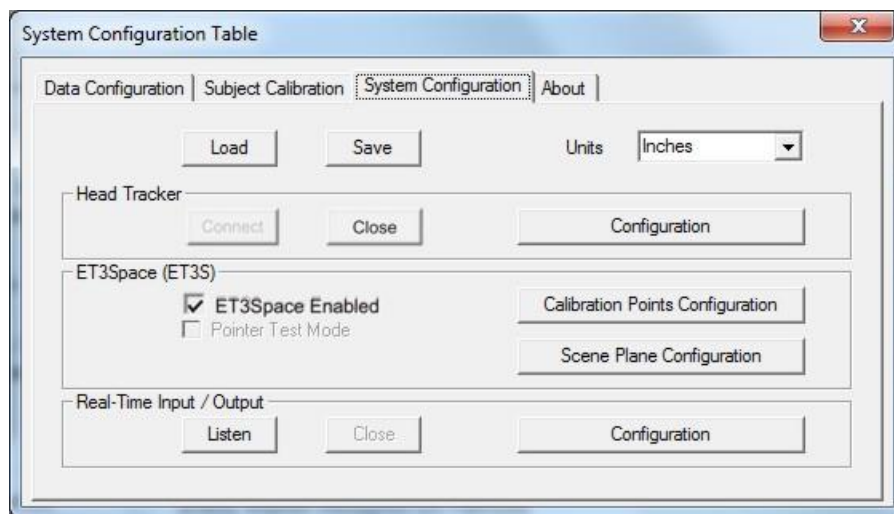 System Configuration Table
Data Configuration Subject Calibration System Configuration About
Load Save Units Inches
Head Tracker
Connect Close Configuration
ET3Space (ET3S)
ET3Space Enabled Calibration Points Configuration
Pointer Test Mode
Scene Plane Configuration
Real-Time Input / Output
Listen Close Configuration